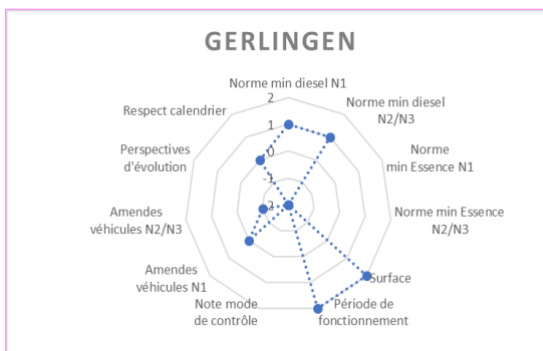 GERLINGEN
Norme min diesel N1
Norme min diesel
N2/N3
Norme
min Essence N1
Norme min Essence
N2/N3
Surface
Période de
fonctionnement
Note mode
de contrôle
Amendes
véhicules N1
Amendes
véhicules N2/N3
Perspectives
d'évolution
Respect calendrier
2
1
0
-1